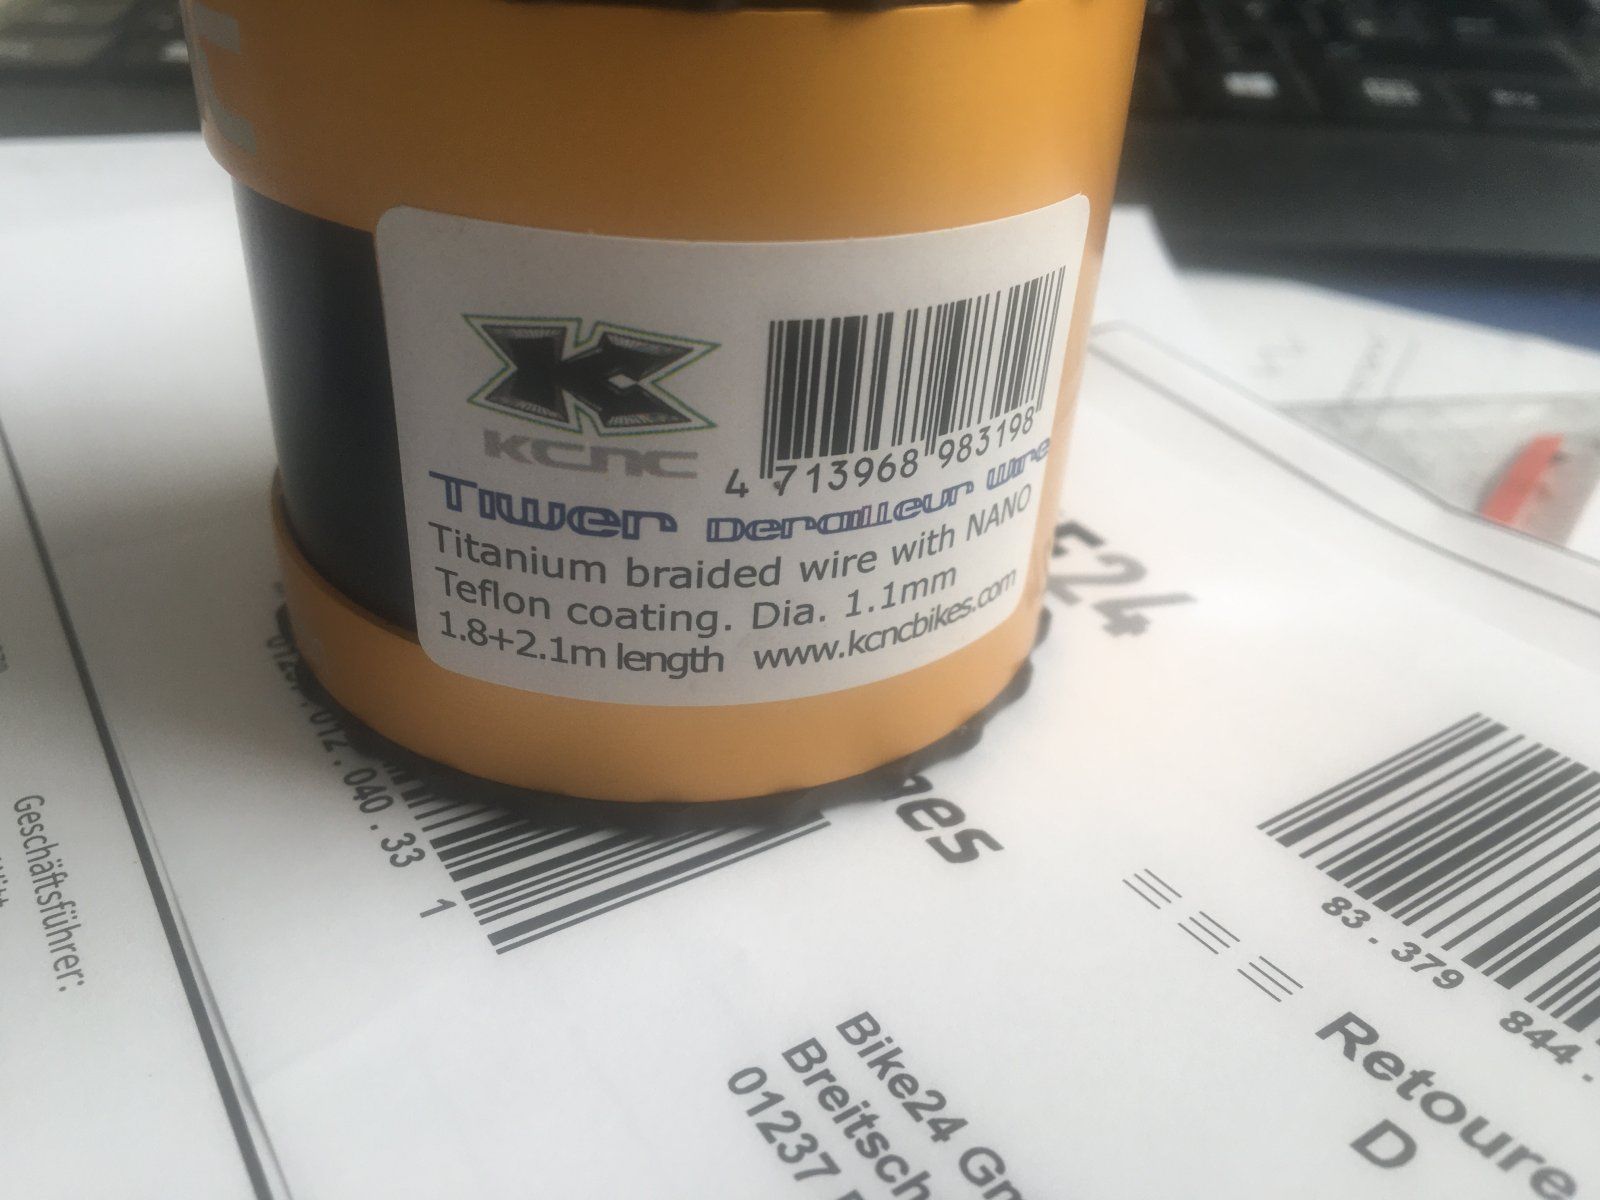 KCNC
4 713968 983198
Tiwer Derailleur wire
Titanium braided wire with NANO
Teflon coating. Dia. 1.1mm
1.8+2.1m length www.kcncbikes.com
E24
.012.040.33 1
Geschäftsführer:
83.379 844.
Retoure
D
Bike24
01237